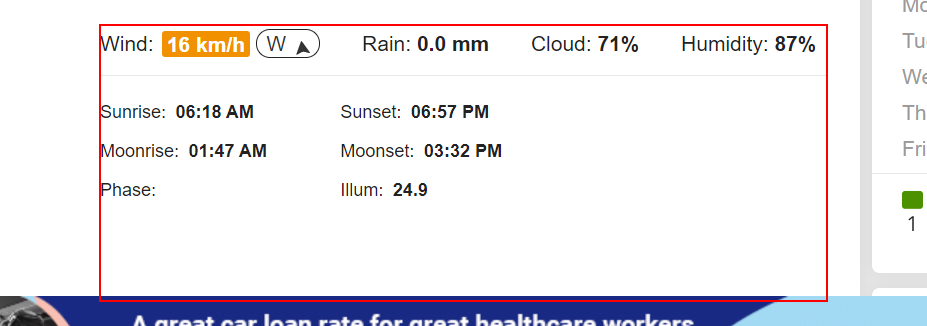 Wind: 16 km/h W Rain: 0.0 mm Cloud: 71% Humidity: 87%
Sunrise: 06:18 AM Sunset: 06:57 PM
Moonrise: 01:47 AM Moonset: 03:32 PM
Phase: Illum: 24.9
Mo
Tu
We
Th
Fri
1
A great car loan rate for great healthcare workers